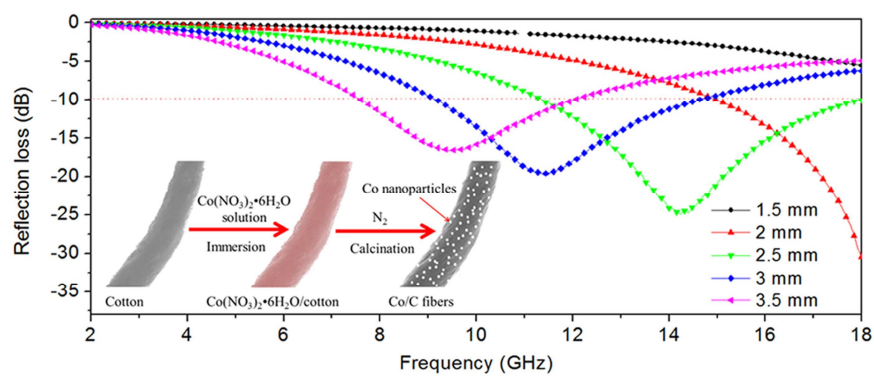 Reflection loss (dB)
0
-5
-10
-15
-20
-25
-30
-35
Co(NO₃)₂•6H₂O
solution
Immersion
N₂
Calcination
Co nanoparticles
Cotton
Co(NO₃)₂•6H₂O/cotton
Co/C fibers
1.5 mm
2 mm
2.5 mm
3 mm
3.5 mm
2 4 6 8 10 12 14 16 18
Frequency (GHz)